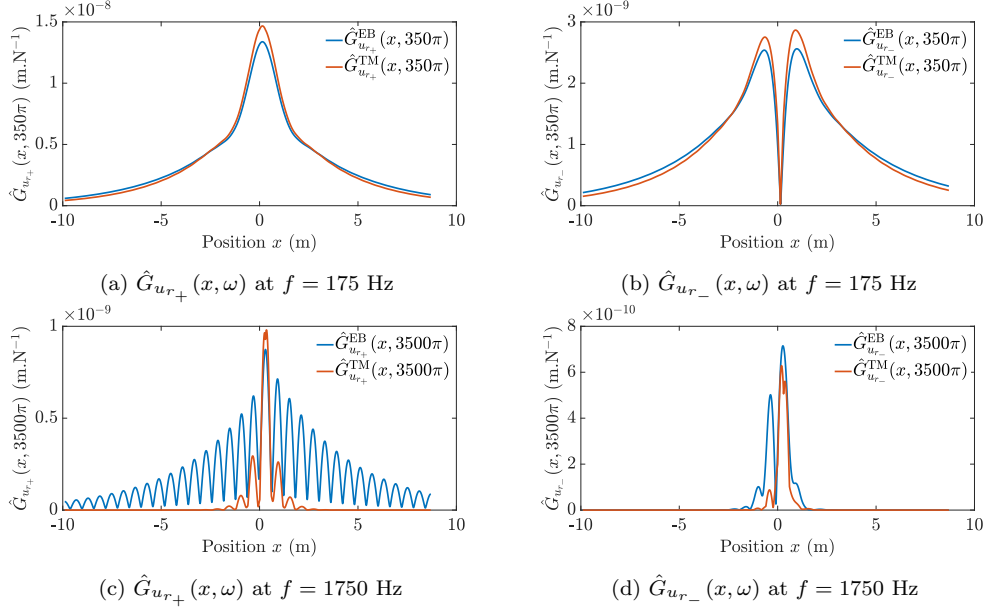 ×10⁻⁸
1.5
1
0.5
0
-10 -5 0 5 10
Position x (m)
Ĝ_{u_{r+}}(x, 350π) (m.N⁻¹)
Ĝ^{EB}_{u_{r+}}(x, 350π)
Ĝ^{TM}_{u_{r+}}(x, 350π)
(a) Ĝ_{u_{r+}}(x, ω) at f = 175 Hz
×10⁻⁹
3
2
1
0
-10 -5 0 5 10
Position x (m)
Ĝ_{u_{r−}}(x, 350π) (m.N⁻¹)
Ĝ^{EB}_{u_{r−}}(x, 350π)
Ĝ^{TM}_{u_{r−}}(x, 350π)
(b) Ĝ_{u_{r−}}(x, ω) at f = 175 Hz
×10⁻⁹
1
0.5
0
-10 -5 0 5 10
Position x (m)
Ĝ_{u_{r+}}(x, 3500π) (m.N⁻¹)
Ĝ^{EB}_{u_{r+}}(x, 3500π)
Ĝ^{TM}_{u_{r+}}(x, 3500π)
(c) Ĝ_{u_{r+}}(x, ω) at f = 1750 Hz
×10⁻¹⁰
8
6
4
2
0
-10 -5 0 5 10
Position x (m)
Ĝ_{u_{r−}}(x, 3500π) (m.N⁻¹)
Ĝ^{EB}_{u_{r−}}(x, 3500π)
Ĝ^{TM}_{u_{r−}}(x, 3500π)
(d) Ĝ_{u_{r−}}(x, ω) at f = 1750 Hz